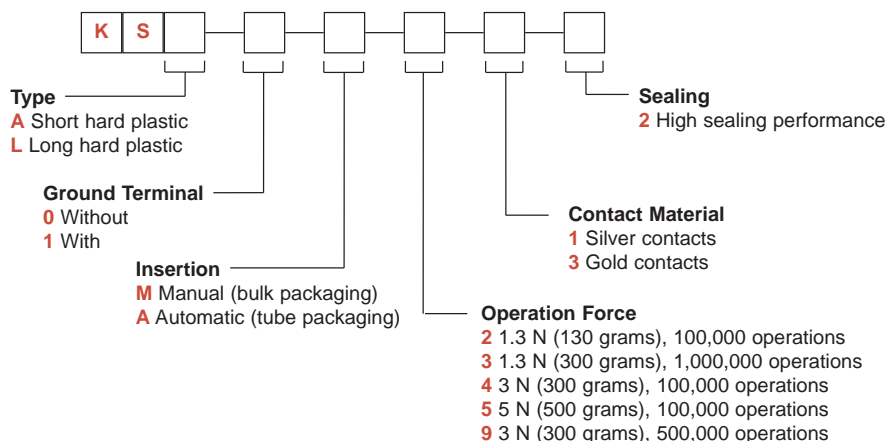 K S
Type
A Short hard plastic
L Long hard plastic
Ground Terminal
0 Without
1 With
Insertion
M Manual (bulk packaging)
A Automatic (tube packaging)
Operation Force
2 1.3 N (130 grams), 100,000 operations
3 1.3 N (300 grams), 1,000,000 operations
4 3 N (300 grams), 100,000 operations
5 5 N (500 grams), 100,000 operations
9 3 N (300 grams), 500,000 operations
Contact Material
1 Silver contacts
3 Gold contacts
Sealing
2 High sealing performance